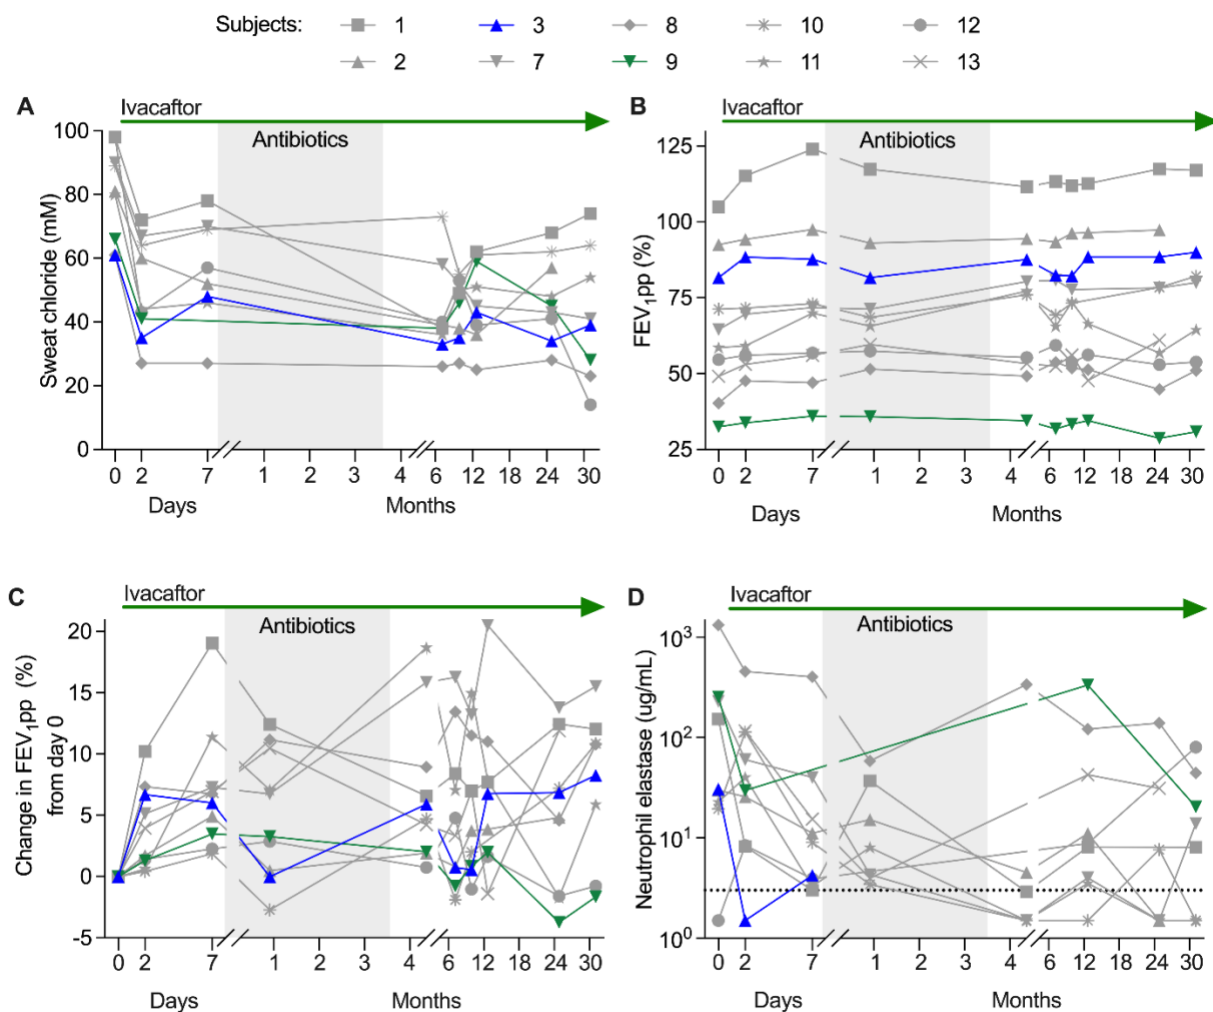 Subjects: 1 3 8 10 12
2 7 9 11 13
A
Ivacaftor
Antibiotics
Sweat chloride (mM)
100
80
60
40
20
0
0 2 7 1 2 3 4 6 12 18 24 30
Days Months
B
Ivacaftor
Antibiotics
FEV1pp (%)
125
100
75
50
25
0 2 7 1 2 3 4 6 12 18 24 30
Days Months
C
Ivacaftor
Antibiotics
Change in FEV1pp (%)
from day 0
20
15
10
5
0
-5
0 2 7 1 2 3 4 6 12 18 24 30
Days Months
D
Ivacaftor
Antibiotics
Neutrophil elastase (ug/mL)
10³
10²
10¹
10⁰
0 2 7 1 2 3 4 6 12 18 24 30
Days Months